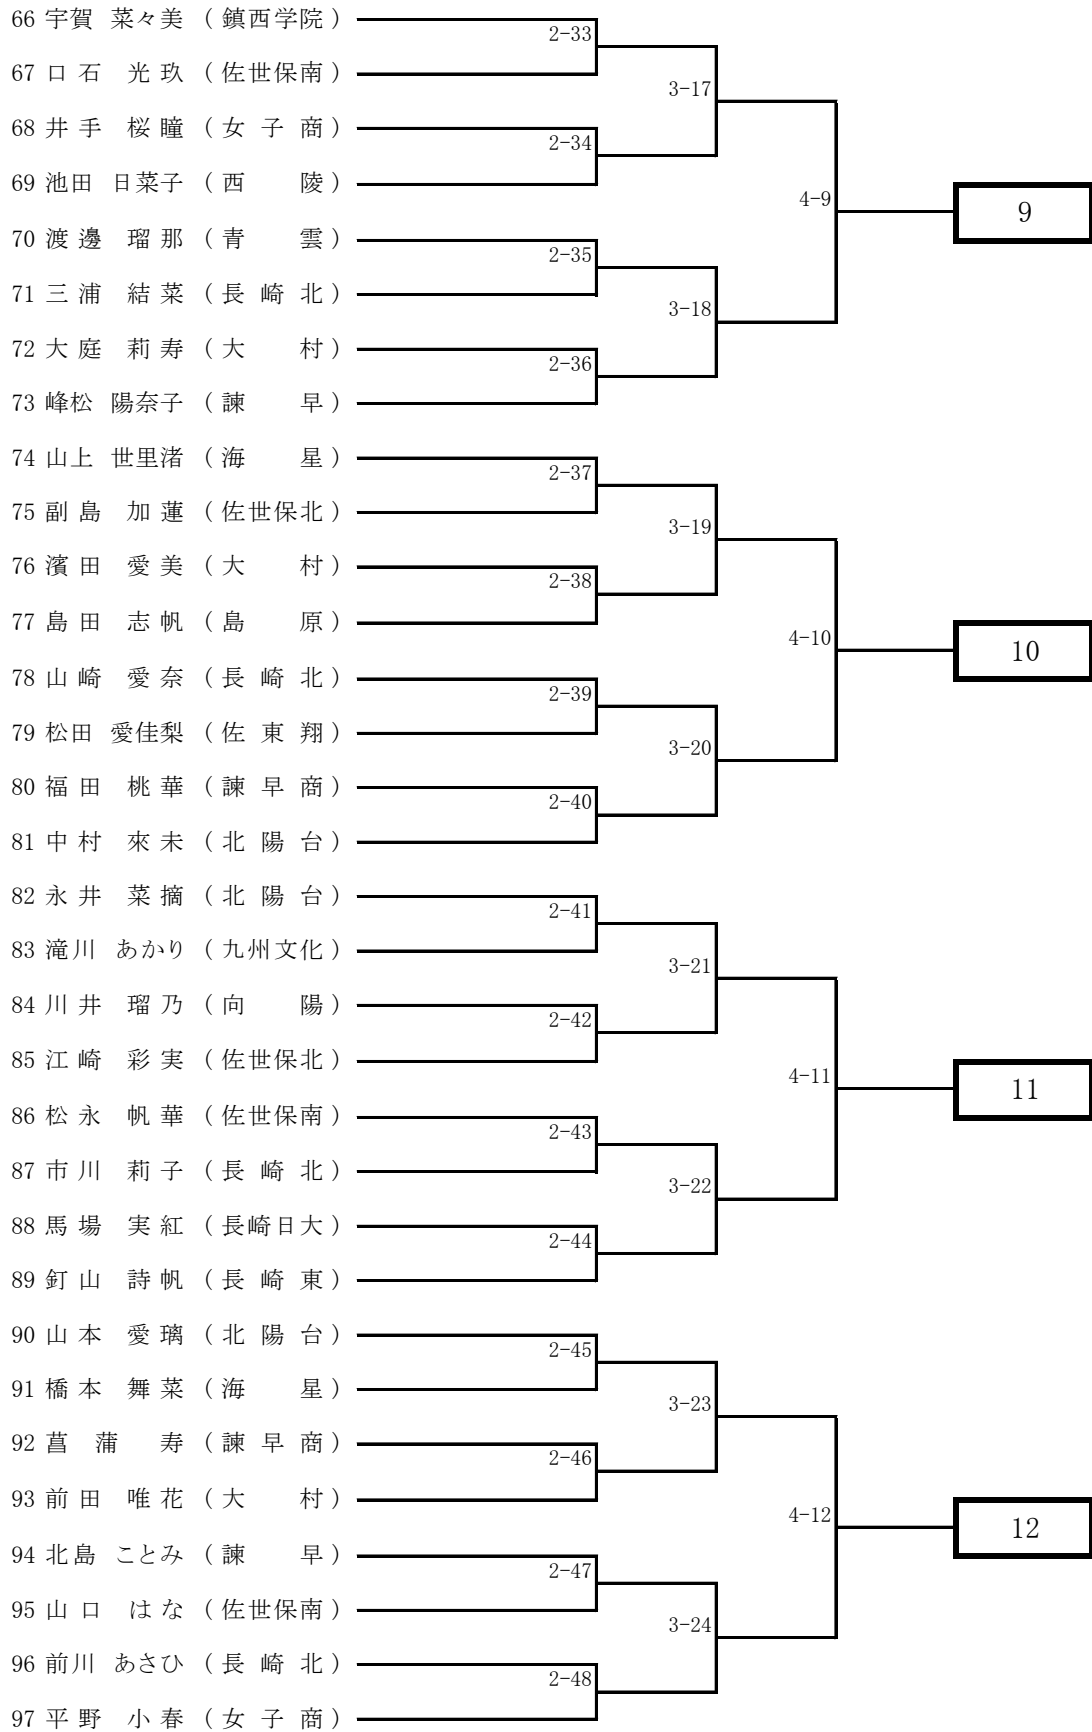 66 宇賀 菜々美 （ 鎮西学院 ）
2-33
67 口 石 光 玖 （ 佐世保南 ）
3-17
68 井 手 桜 瞳 （ 女 子 商 ）
2-34
69 池田 日菜子 （ 西 陵 ）
4-9
9
70 渡 邊 瑠 那 （ 青 雲 ）
2-35
71 三 浦 結 菜 （ 長 崎 北 ）
3-18
72 大 庭 莉 寿 （ 大 村 ）
2-36
73 峰松 陽奈子 （ 諫 早 ）
74 山上 世里渚 （ 海 星 ）
2-37
75 副 島 加 蓮 （ 佐世保北 ）
3-19
76 濱 田 愛 美 （ 大 村 ）
2-38
77 島 田 志 帆 （ 島 原 ）
4-10
10
78 山 崎 愛 奈 （ 長 崎 北 ）
2-39
79 松田 愛佳梨 （ 佐 東 翔 ）
3-20
80 福 田 桃 華 （ 諫 早 商 ）
2-40
81 中 村 來 未 （ 北 陽 台 ）
82 永 井 菜 摘 （ 北 陽 台 ）
2-41
83 滝川 あかり （ 九州文化 ）
3-21
84 川 井 瑠 乃 （ 向 陽 ）
2-42
85 江 崎 彩 実 （ 佐世保北 ）
4-11
11
86 松 永 帆 華 （ 佐世保南 ）
2-43
87 市 川 莉 子 （ 長 崎 北 ）
3-22
88 馬 場 実 紅 （ 長崎日大 ）
2-44
89 釘 山 詩 帆 （ 長 崎 東 ）
90 山 本 愛 璃 （ 北 陽 台 ）
2-45
91 橋 本 舞 菜 （ 海 星 ）
3-23
92 菖 蒲 寿 （ 諫 早 商 ）
2-46
93 前 田 唯 花 （ 大 村 ）
4-12
12
94 北島 ことみ （ 諫 早 ）
2-47
95 山 口 は な （ 佐世保南 ）
3-24
96 前川 あさひ （ 長 崎 北 ）
2-48
97 平 野 小 春 （ 女 子 商 ）